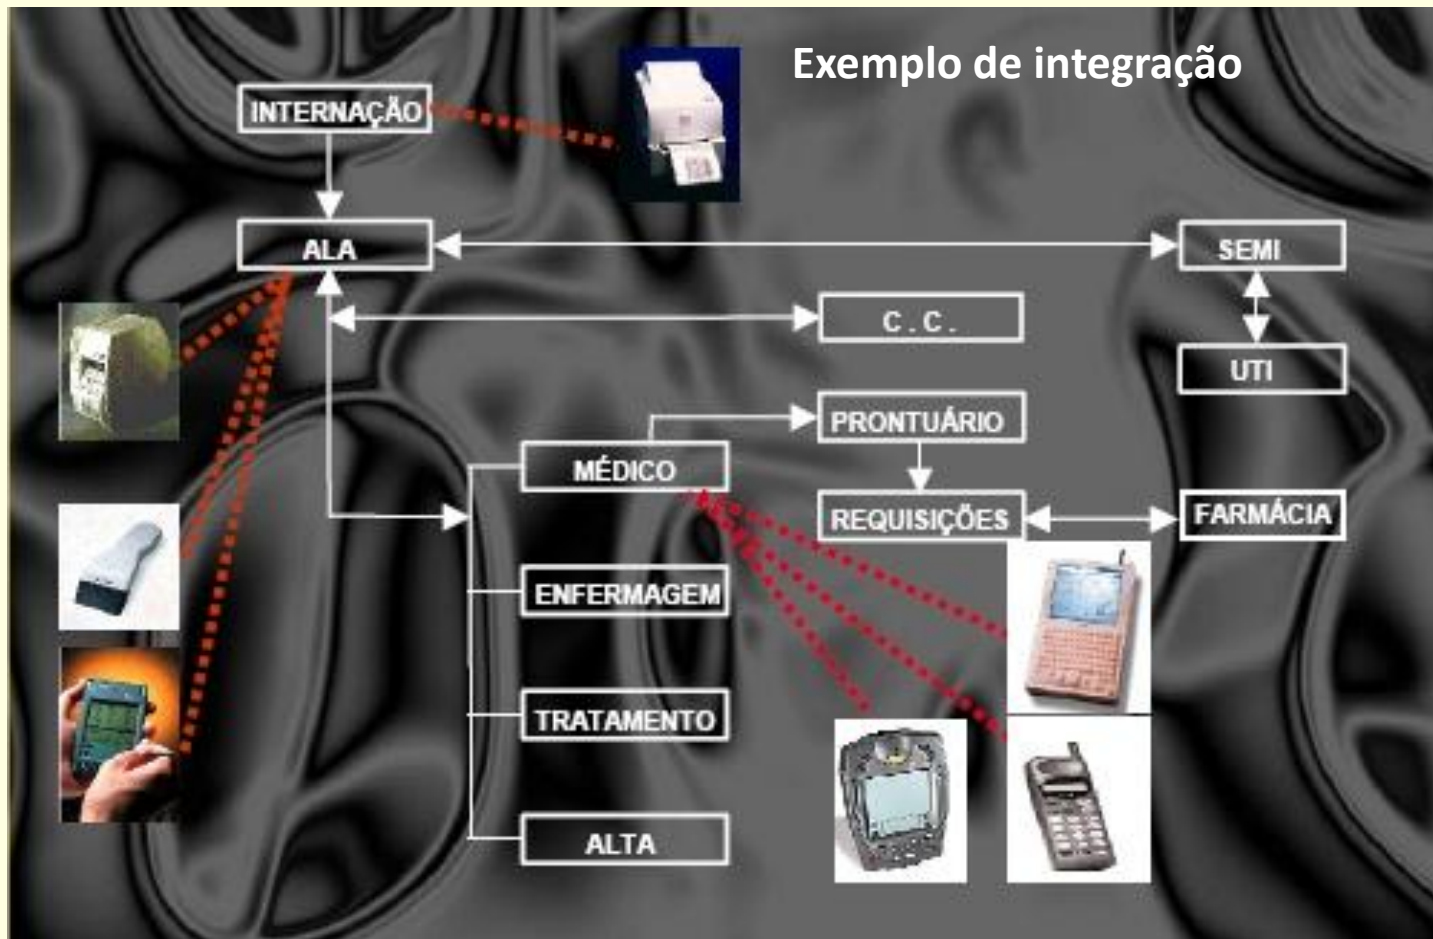 Exemplo de integração
INTERNAÇÃO
ALA
SEMI
C . C .
UTI
PRONTUÁRIO
MÉDICO
REQUISIÇÕES
FARMÁCIA
ENFERMAGEM
TRATAMENTO
ALTA